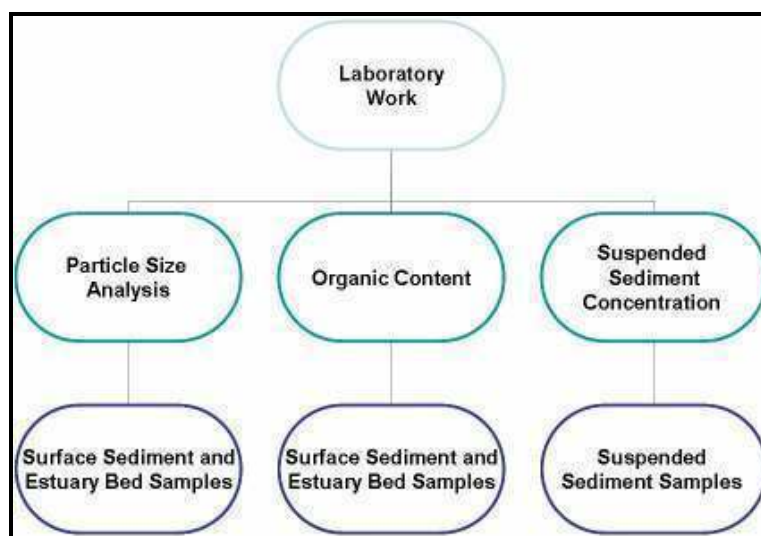 Laboratory
Work
Particle Size
Analysis
Organic Content
Suspended
Sediment
Concentration
Surface Sediment and
Estuary Bed Samples
Surface Sediment and
Estuary Bed Samples
Suspended
Sediment Samples